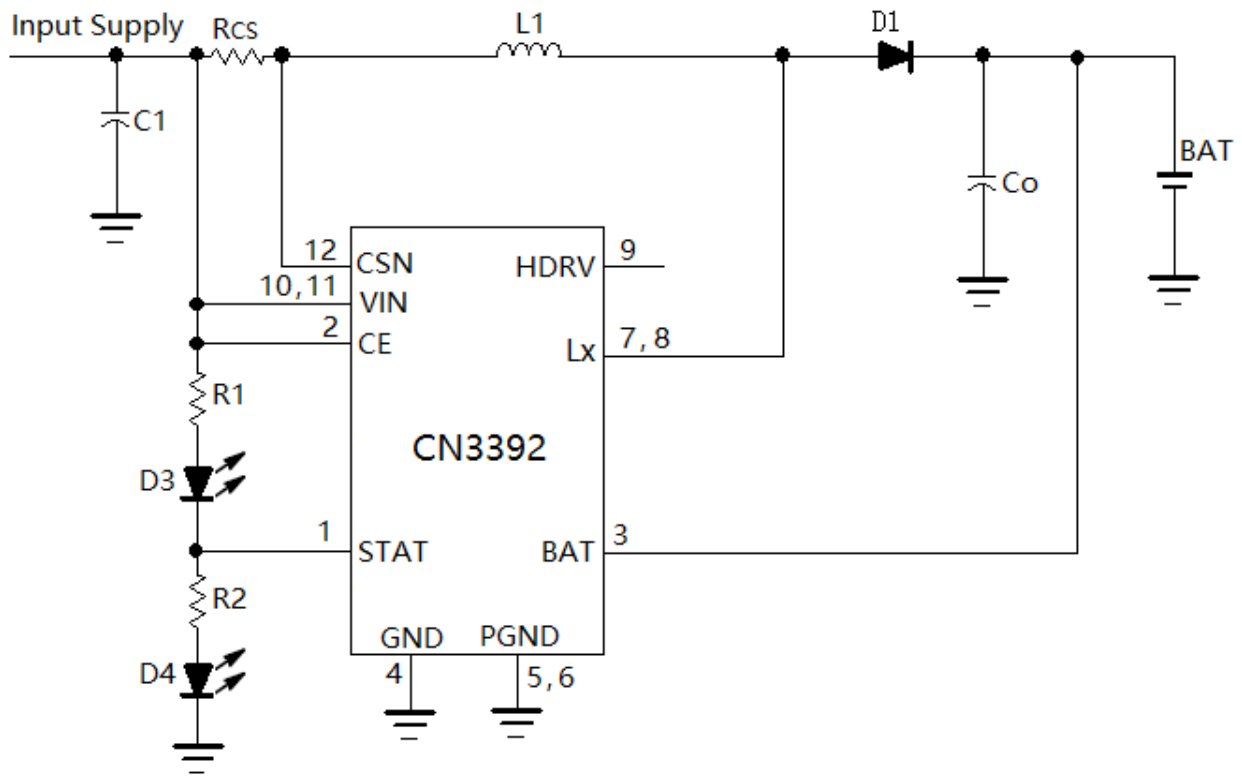 Input Supply
Rcs
L1
D1
C1
Co
BAT
12
CSN
HDRV
9
10,11
VIN
2
CE
Lx
7,8
R1
CN3392
D3
1
STAT
BAT
3
R2
GND
PGND
4
5,6
D4